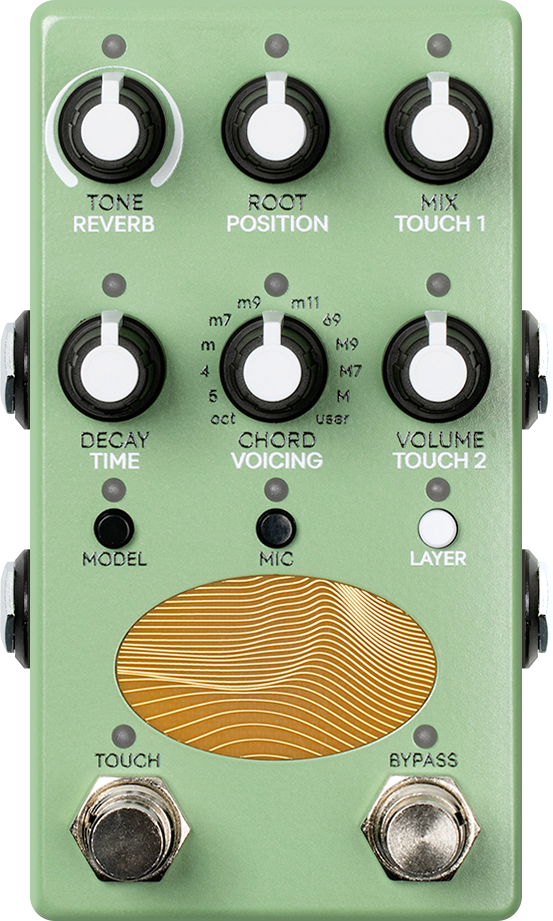 TONE ROOT MIX
REVERB POSITION TOUCH 1
m9 m11
m7 69
m M9
4 M7
5 M
oct user
DECAY CHORD VOLUME
TIME VOICING TOUCH 2
MODEL MIC LAYER
TOUCH BYPASS